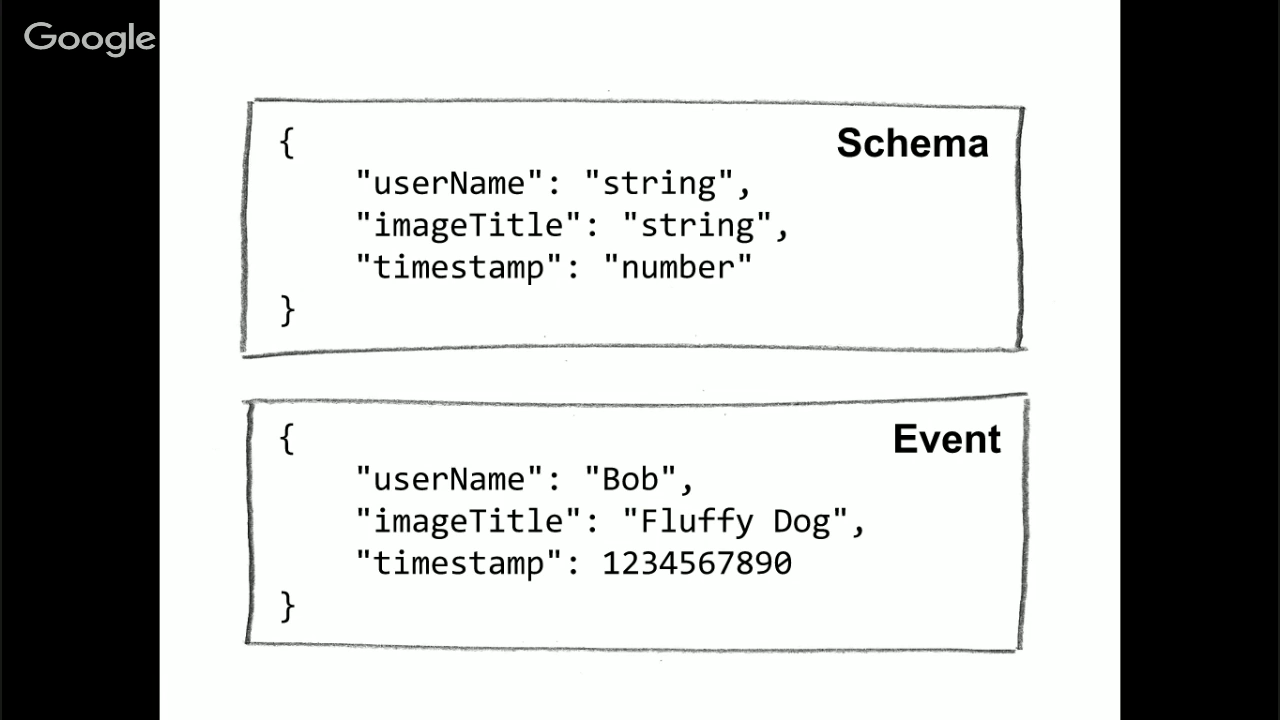 Google
Schema
{
"userName": "string",
"imageTitle": "string",
"timestamp": "number"
}
Event
{
"userName": "Bob",
"imageTitle": "Fluffy Dog",
"timestamp": 1234567890
}